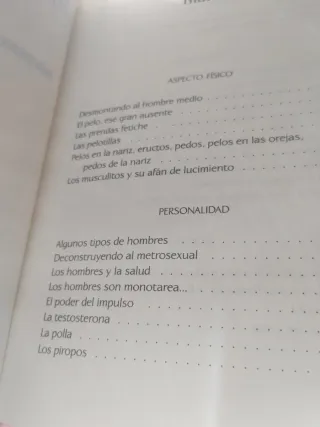 ASPECTO FÍSICO
Desmontando al hombre medio . . . . . . . . . .
El pelo, ese gran ausente . . . . . . . . . . . .
Las prendas fetiche . . . . . . . . . . . . . .
Las pelotillas . . . . . . . . . . . . . . . .
Pelos en la nariz, eructos, pedos, pelos en las orejas,
pedos de la nariz . . . . . . . . . . . . . .
Los musculitos y su afán de lucimiento . . . . . . .
PERSONALIDAD
Algunos tipos de hombres . . . . . . . . . . . .
Deconstruyendo al metrosexual . . . . . . . . .
Los hombres y la salud . . . . . . . . . . . . .
Los hombres son monotarea... . . . . . . . . . .
El poder del impulso . . . . . . . . . . . . . .
La testosterona . . . . . . . . . . . . . . . .
La polla . . . . . . . . . . . . . . . . . . .
Los piropos . . . . . . . . . . . . . . . . . .